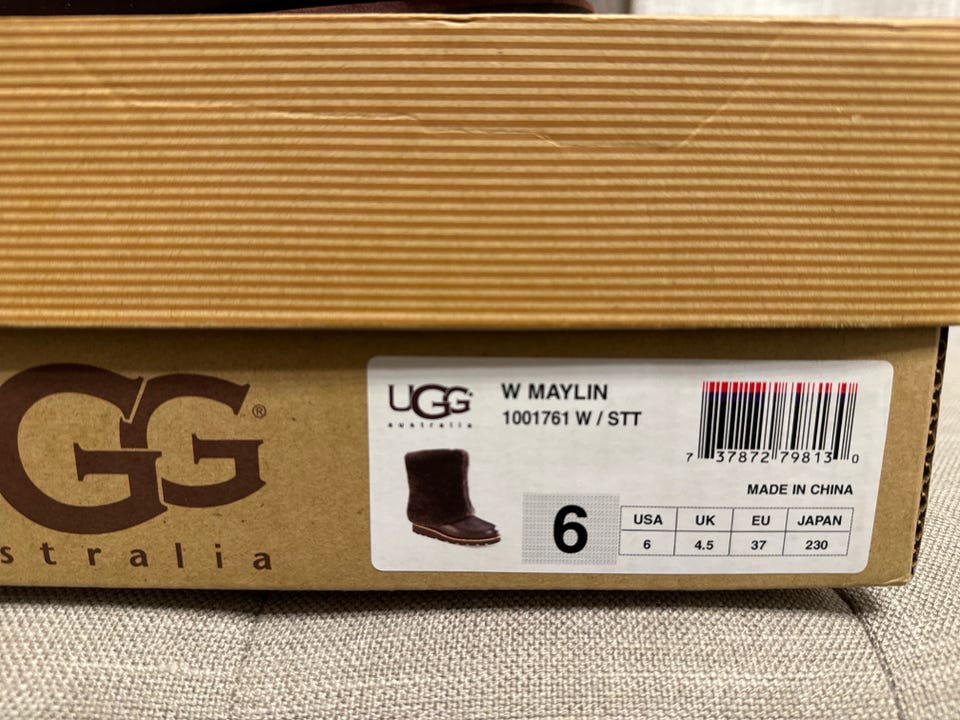 UGG®
australia
UGG
australia
W MAYLIN
1001761 W / STT
7 37872 79813 0
MADE IN CHINA
6
USA UK EU JAPAN
6 4.5 37 230